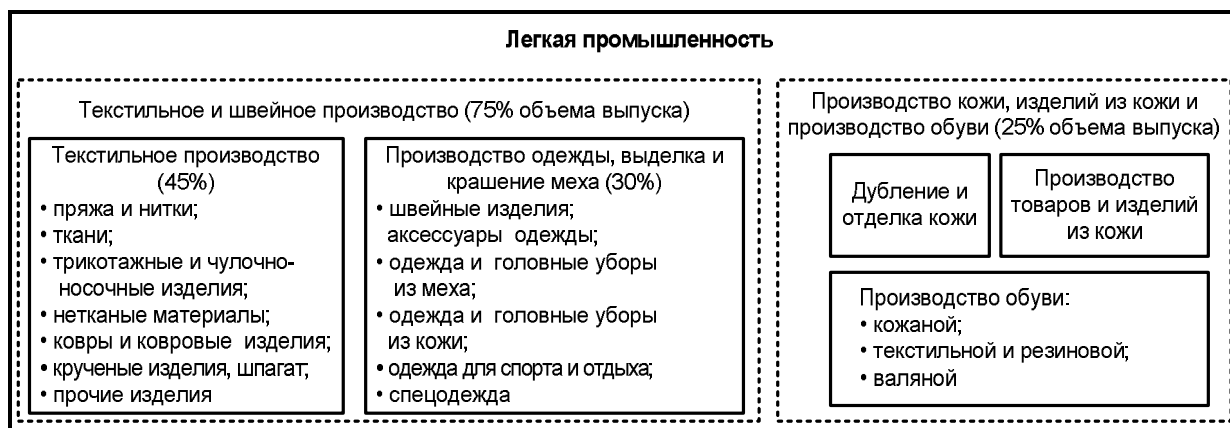 Легкая промышленность
Текстильное и швейное производство (75% объема выпуска)
Текстильное производство
(45%)
• пряжа и нитки;
• ткани;
• трикотажные и чулочно-
носочные изделия;
• нетканые материалы;
• ковры и ковровые изделия;
• крученые изделия, шпагат;
• прочие изделия
Производство одежды, выделка и
крашение меха (30%)
• швейные изделия;
аксессуары одежды;
• одежда и головные уборы
из меха;
• одежда и головные уборы
из кожи;
• одежда для спорта и отдыха;
• спецодежда
Производство кожи, изделий из кожи и
производство обуви (25% объема выпуска)
Дубление и
отделка кожи
Производство
товаров и изделий
из кожи
Производство обуви:
• кожаной;
• текстильной и резиновой;
• валяной